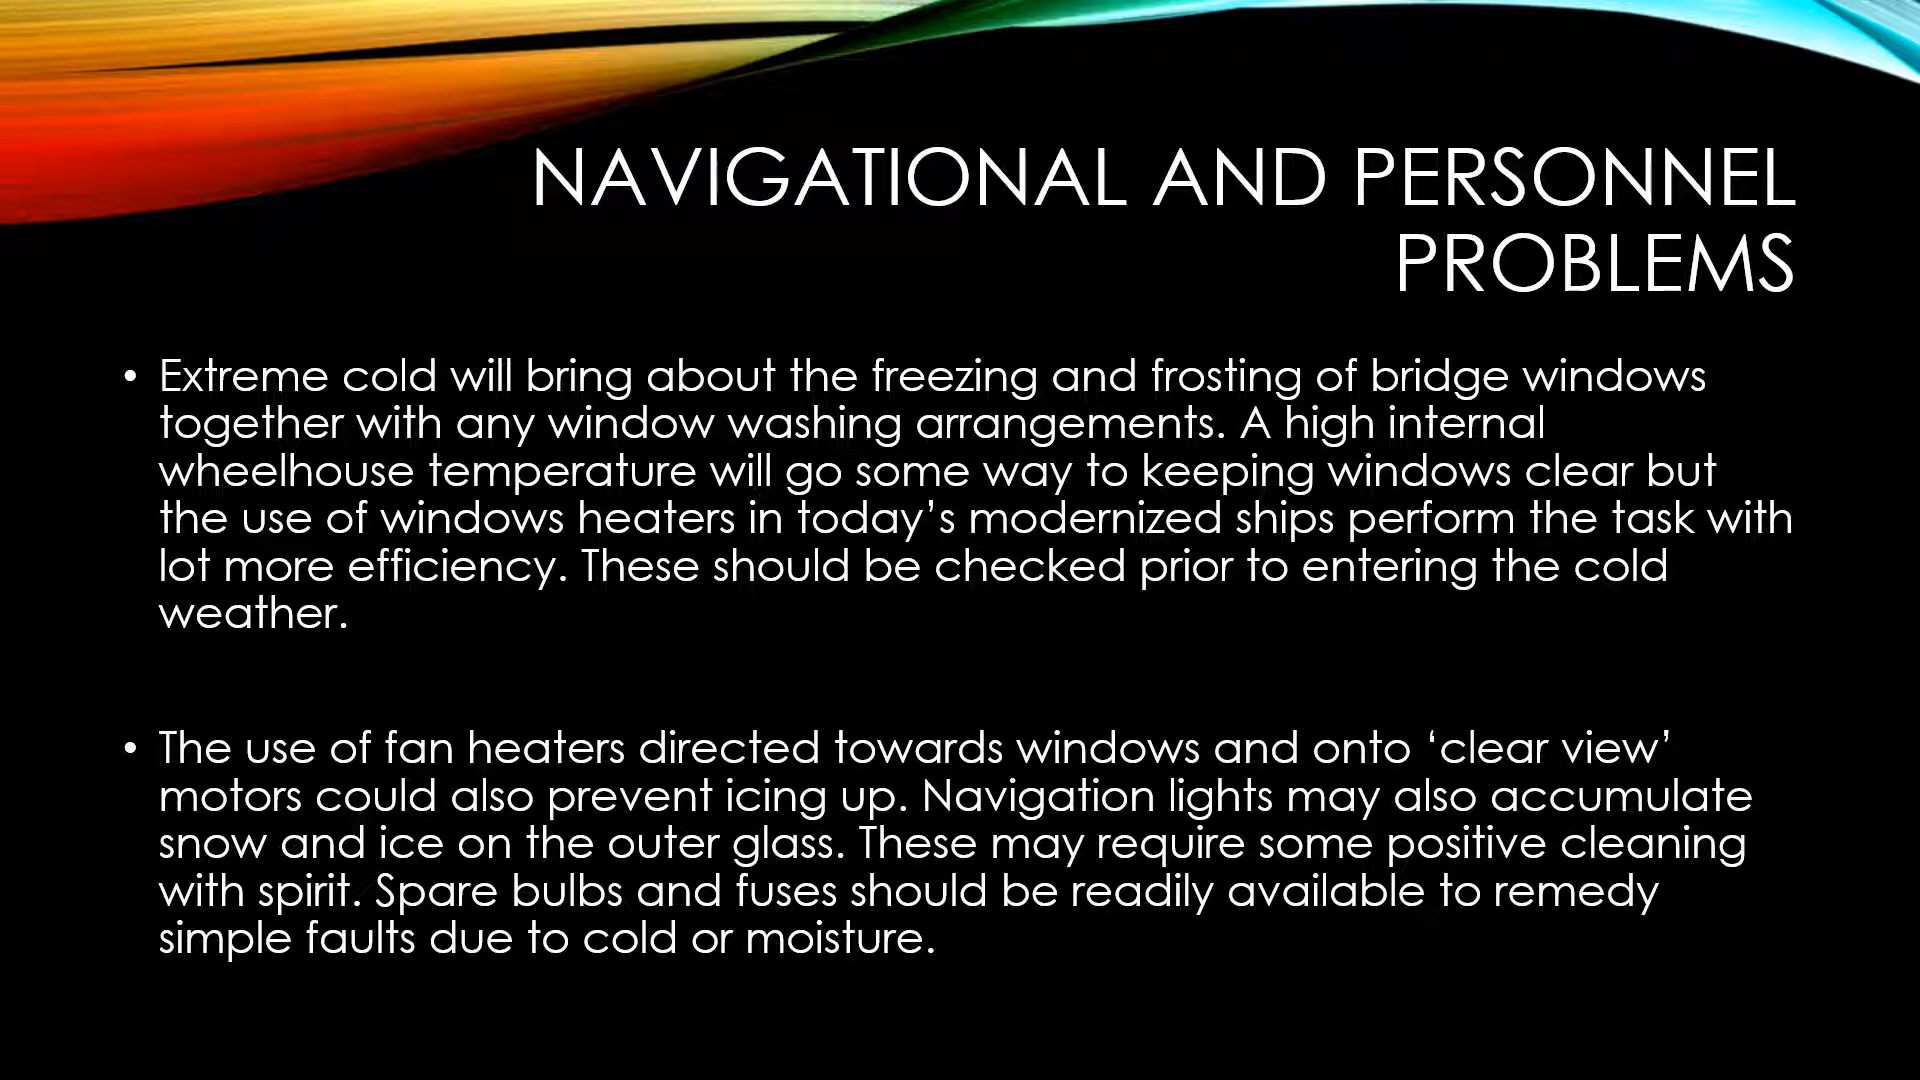 NAVIGATIONAL AND PERSONNEL
PROBLEMS
• Extreme cold will bring about the freezing and frosting of bridge windows
together with any window washing arrangements. A high internal
wheelhouse temperature will go some way to keeping windows clear but
the use of windows heaters in today’s modernized ships perform the task with
lot more efficiency. These should be checked prior to entering the cold
weather.
• The use of fan heaters directed towards windows and onto ‘clear view’
motors could also prevent icing up. Navigation lights may also accumulate
snow and ice on the outer glass. These may require some positive cleaning
with spirit. Spare bulbs and fuses should be readily available to remedy
simple faults due to cold or moisture.